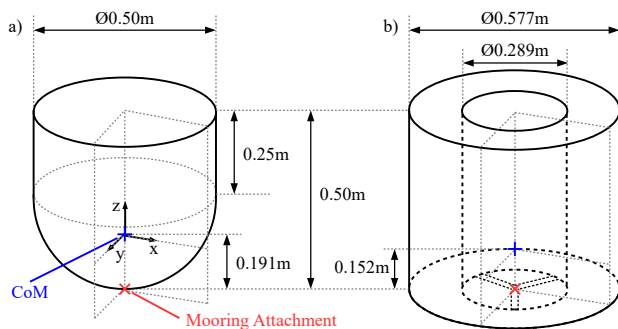 a)
Ø0.50m
b)
Ø0.577m
Ø0.289m
0.25m
0.50m
z
x
y
0.191m
0.152m
CoM
Mooring Attachment